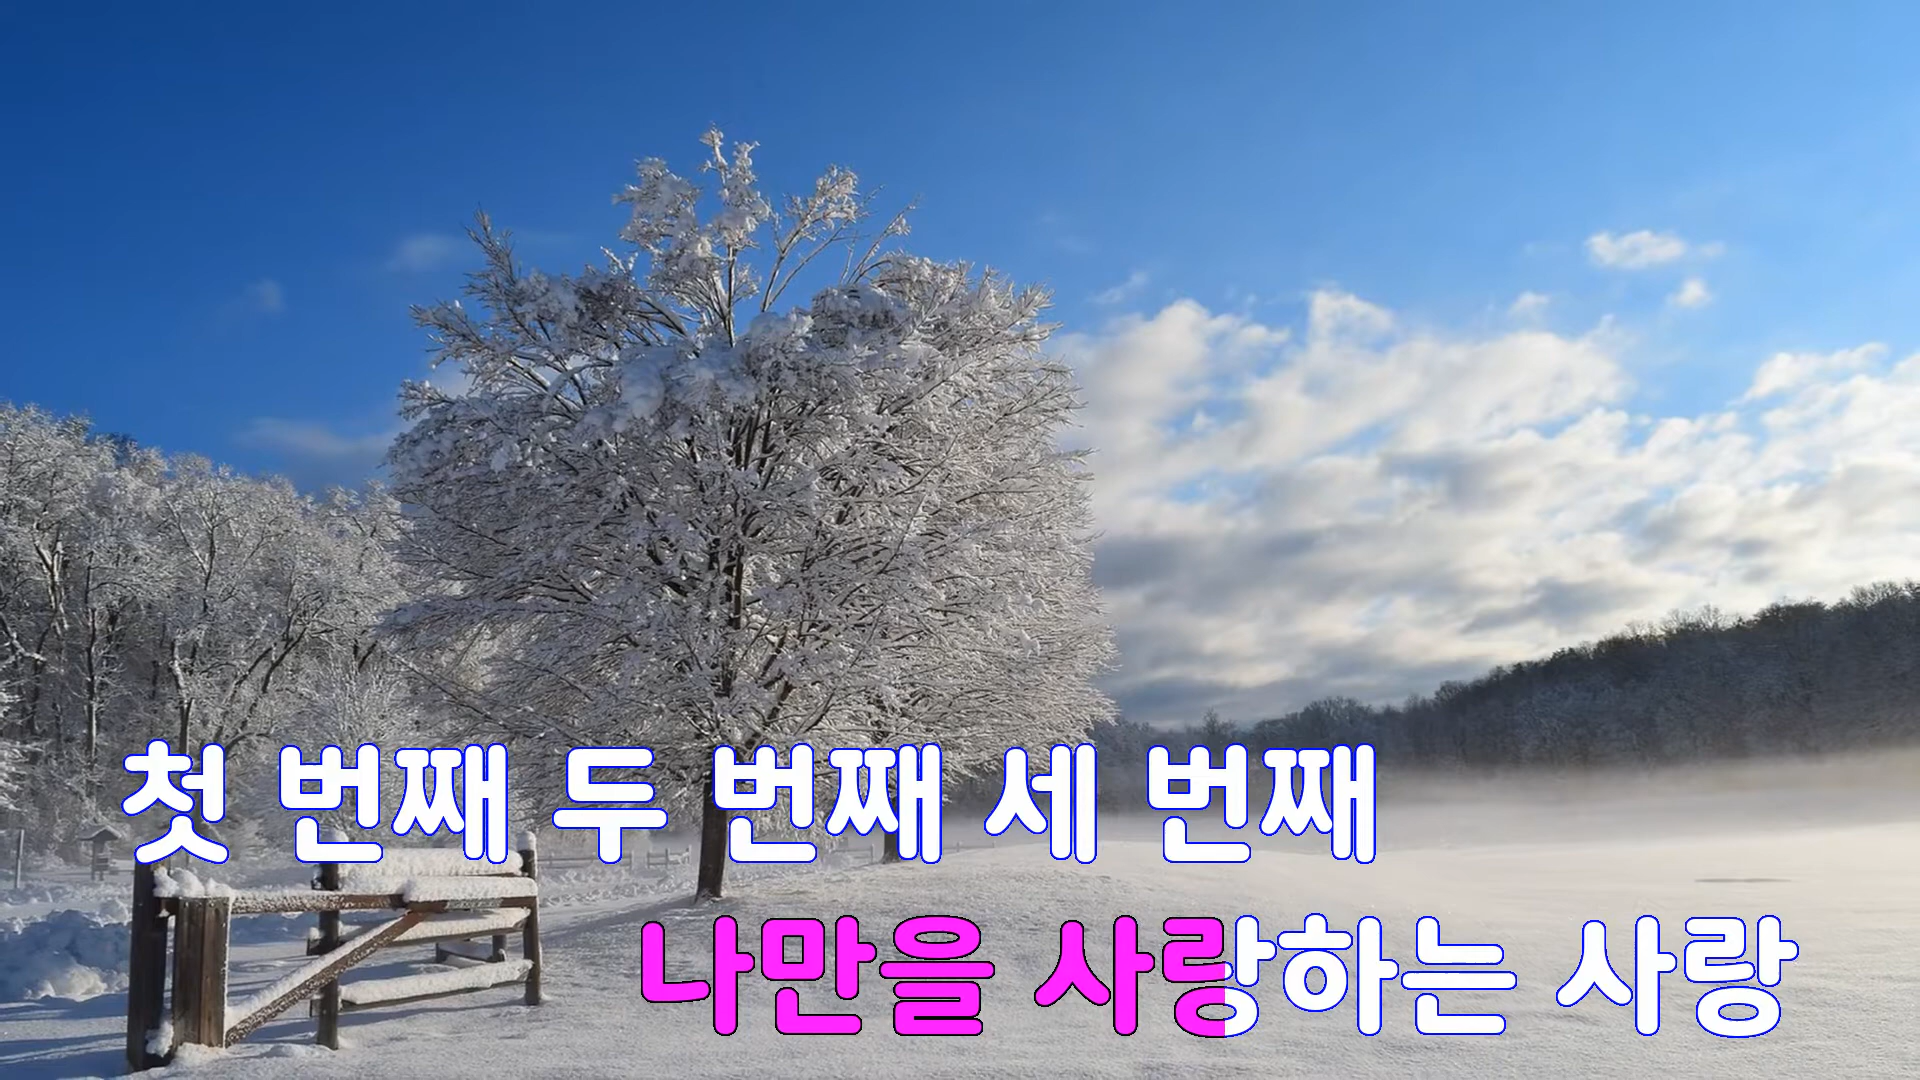 첫 번째 두 번째 세 번째
나만을 사랑하는 사랑